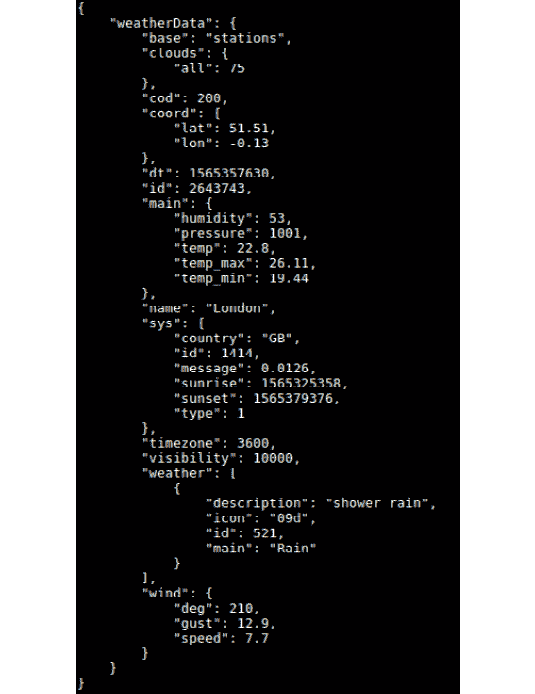 {
    "weatherData": {
        "base": "stations",
        "clouds": {
            "all": 75
        },
        "cod": 200,
        "coord": {
            "lat": 51.51,
            "lon": -0.13
        },
        "dt": 1565357630,
        "id": 2643743,
        "main": {
            "humidity": 53,
            "pressure": 1001,
            "temp": 22.8,
            "temp_max": 26.11,
            "temp_min": 19.44
        },
        "name": "London",
        "sys": {
            "country": "GB",
            "id": 1414,
            "message": 0.0126,
            "sunrise": 1565325358,
            "sunset": 1565379376,
            "type": 1
        },
        "timezone": 3600,
        "visibility": 10000,
        "weather": [
            {
                "description": "shower rain",
                "icon": "09d",
                "id": 521,
                "main": "Rain"
            }
        ],
        "wind": {
            "deg": 210,
            "gust": 12.9,
            "speed": 7.7
        }
    }
}